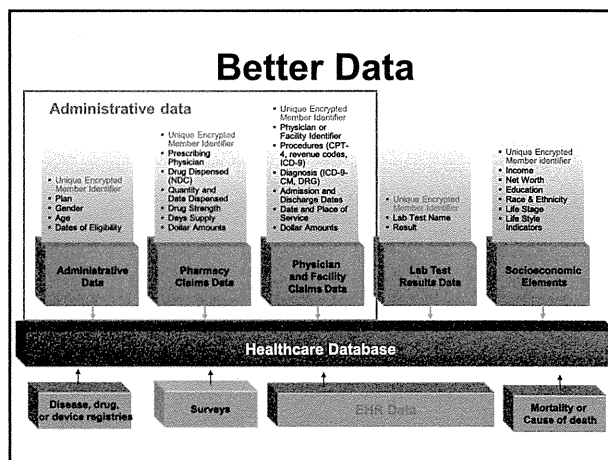 Better Data
Administrative data
• Unique Encrypted
Member Identifier
• Plan
• Gender
• Age
• Dates of Eligibility
Administrative
Data
• Unique Encrypted
Member Identifier
• Prescribing
Physician
• Drug Dispensed
(NDC)
• Quantity and
Date Dispensed
• Drug Strength
• Days Supply
• Dollar Amounts
Pharmacy
Claims Data
• Unique Encrypted
Member Identifier
• Physician or
Facility Identifier
• Procedures (CPT-
4, revenue codes,
ICD-9)
• Diagnosis (ICD-9-
CM, DRG)
• Admission and
Discharge Dates
• Date and Place of
Service
• Dollar Amounts
Physician
and Facility
Claims Data
• Unique Encrypted
Member Identifier
• Lab Test Name
• Result
Lab Test
Results Data
• Unique Encrypted
Member identifier
• Income
• Net Worth
• Education
• Race & Ethnicity
• Life Stage
• Life Style
Indicators
Socioeconomic
Elements
Healthcare Database
Disease, drug,
or device registries
Surveys
EHR Data
Mortality or
Cause of death